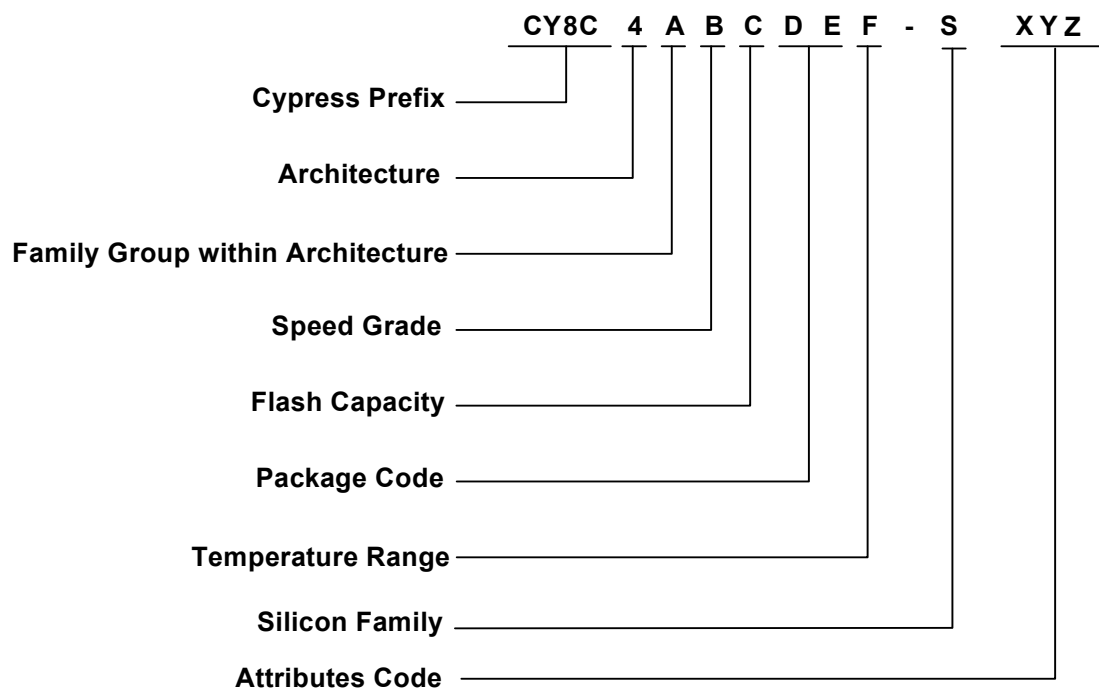 CY8C 4 A B C D E F - S XYZ
Cypress Prefix
Architecture
Family Group within Architecture
Speed Grade
Flash Capacity
Package Code
Temperature Range
Silicon Family
Attributes Code